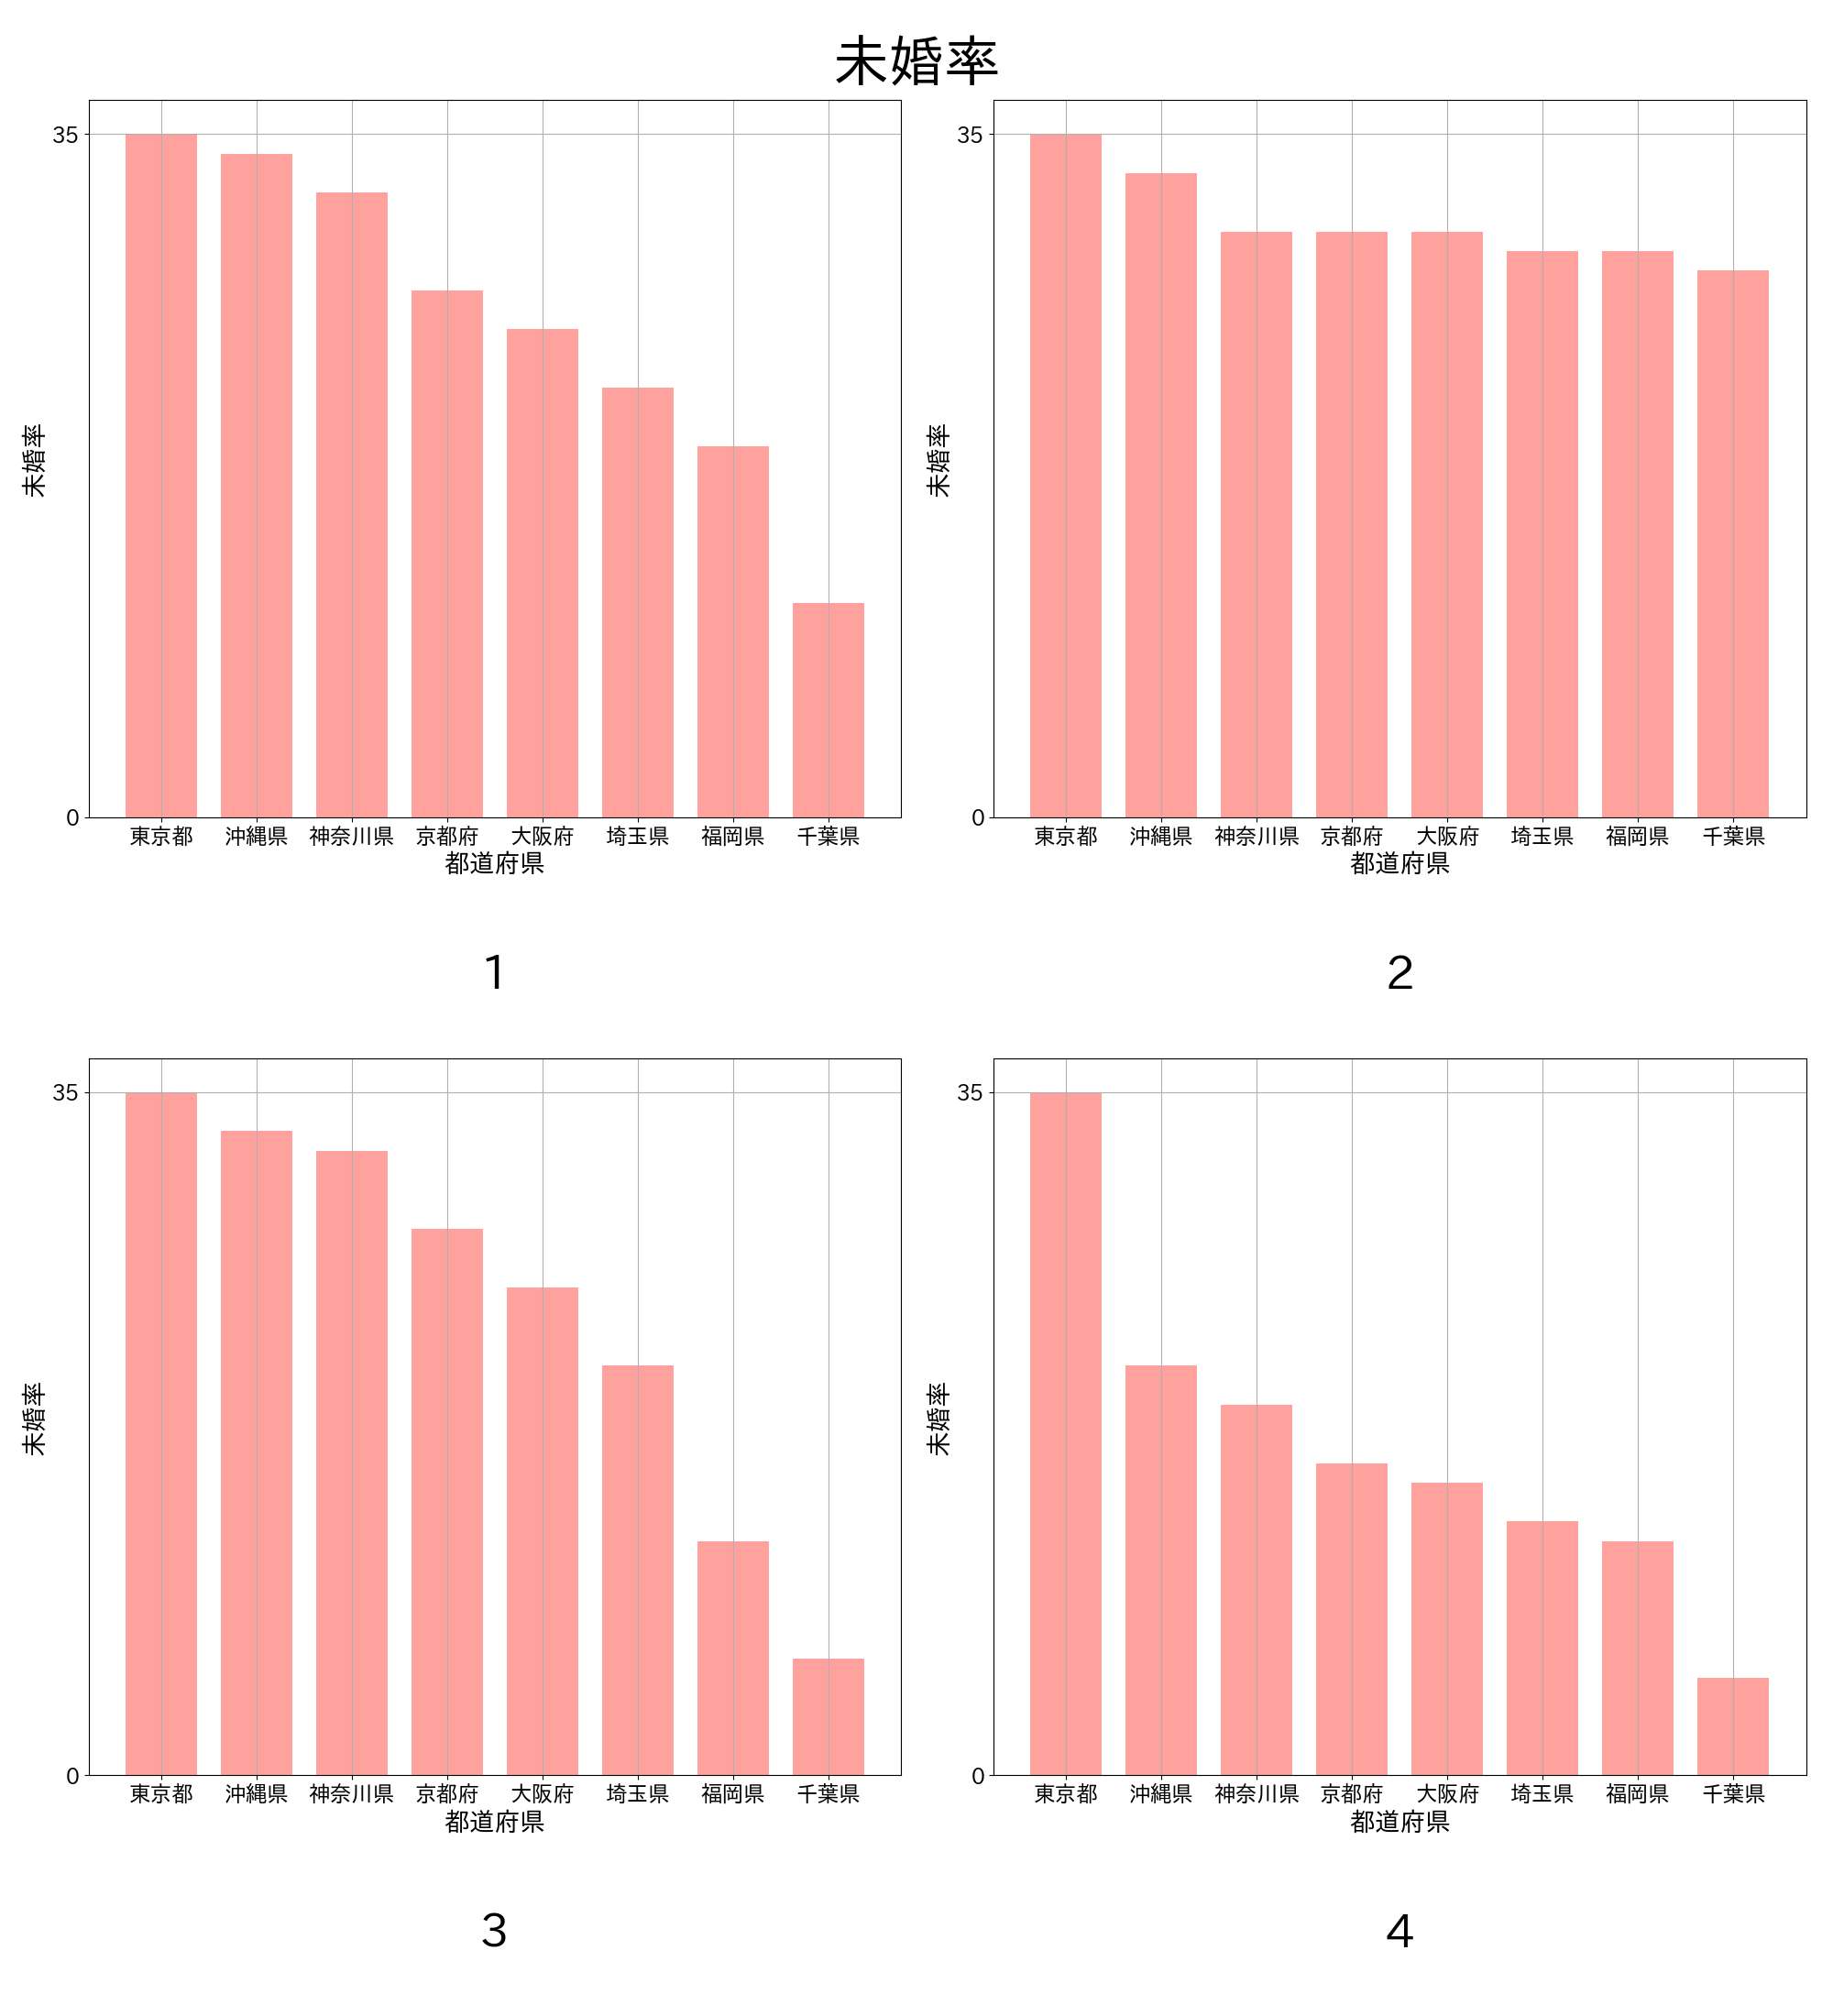 未婚率
35
0
未婚率
東京都 沖縄県 神奈川県 京都府 大阪府 埼玉県 福岡県 千葉県
都道府県
1
35
0
未婚率
東京都 沖縄県 神奈川県 京都府 大阪府 埼玉県 福岡県 千葉県
都道府県
2
35
0
未婚率
東京都 沖縄県 神奈川県 京都府 大阪府 埼玉県 福岡県 千葉県
都道府県
3
35
0
未婚率
東京都 沖縄県 神奈川県 京都府 大阪府 埼玉県 福岡県 千葉県
都道府県
4